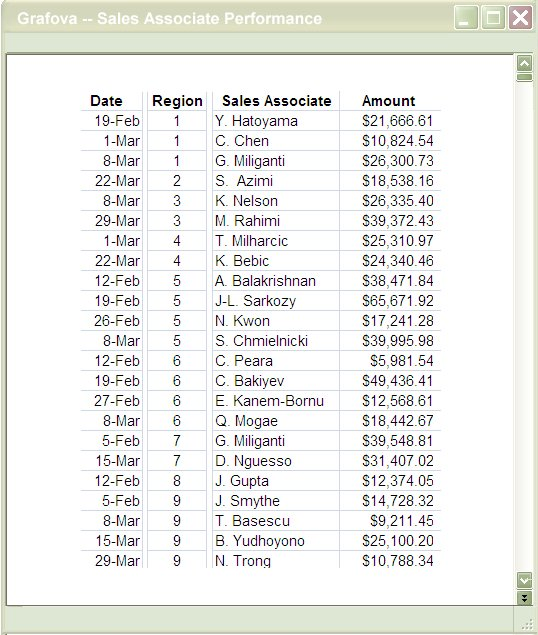 Grafova -- Sales Associate Performance
Date Region Sales Associate Amount
19-Feb 1 Y. Hatoyama $21,666.61
1-Mar 1 C. Chen $10,824.54
8-Mar 1 G. Miliganti $26,300.73
22-Mar 2 S. Azimi $18,538.16
8-Mar 3 K. Nelson $26,335.40
29-Mar 3 M. Rahimi $39,372.43
1-Mar 4 T. Milharcic $25,310.97
22-Mar 4 K. Bebic $24,340.46
12-Feb 5 A. Balakrishnan $38,471.84
19-Feb 5 J-L. Sarkozy $65,671.92
26-Feb 5 N. Kwon $17,241.28
8-Mar 5 S. Chmielnicki $39,995.98
12-Feb 6 C. Peara $5,981.54
19-Feb 6 C. Bakiyev $49,436.41
27-Feb 6 E. Kanem-Bornu $12,568.61
8-Mar 6 Q. Mogae $18,442.67
5-Feb 7 G. Miliganti $39,548.81
15-Mar 7 D. Nguesso $31,407.02
12-Feb 8 J. Gupta $12,374.05
5-Feb 9 J. Smythe $14,728.32
8-Mar 9 T. Basescu $9,211.45
15-Mar 9 B. Yudhoyono $25,100.20
29-Mar 9 N. Trong $10,788.34